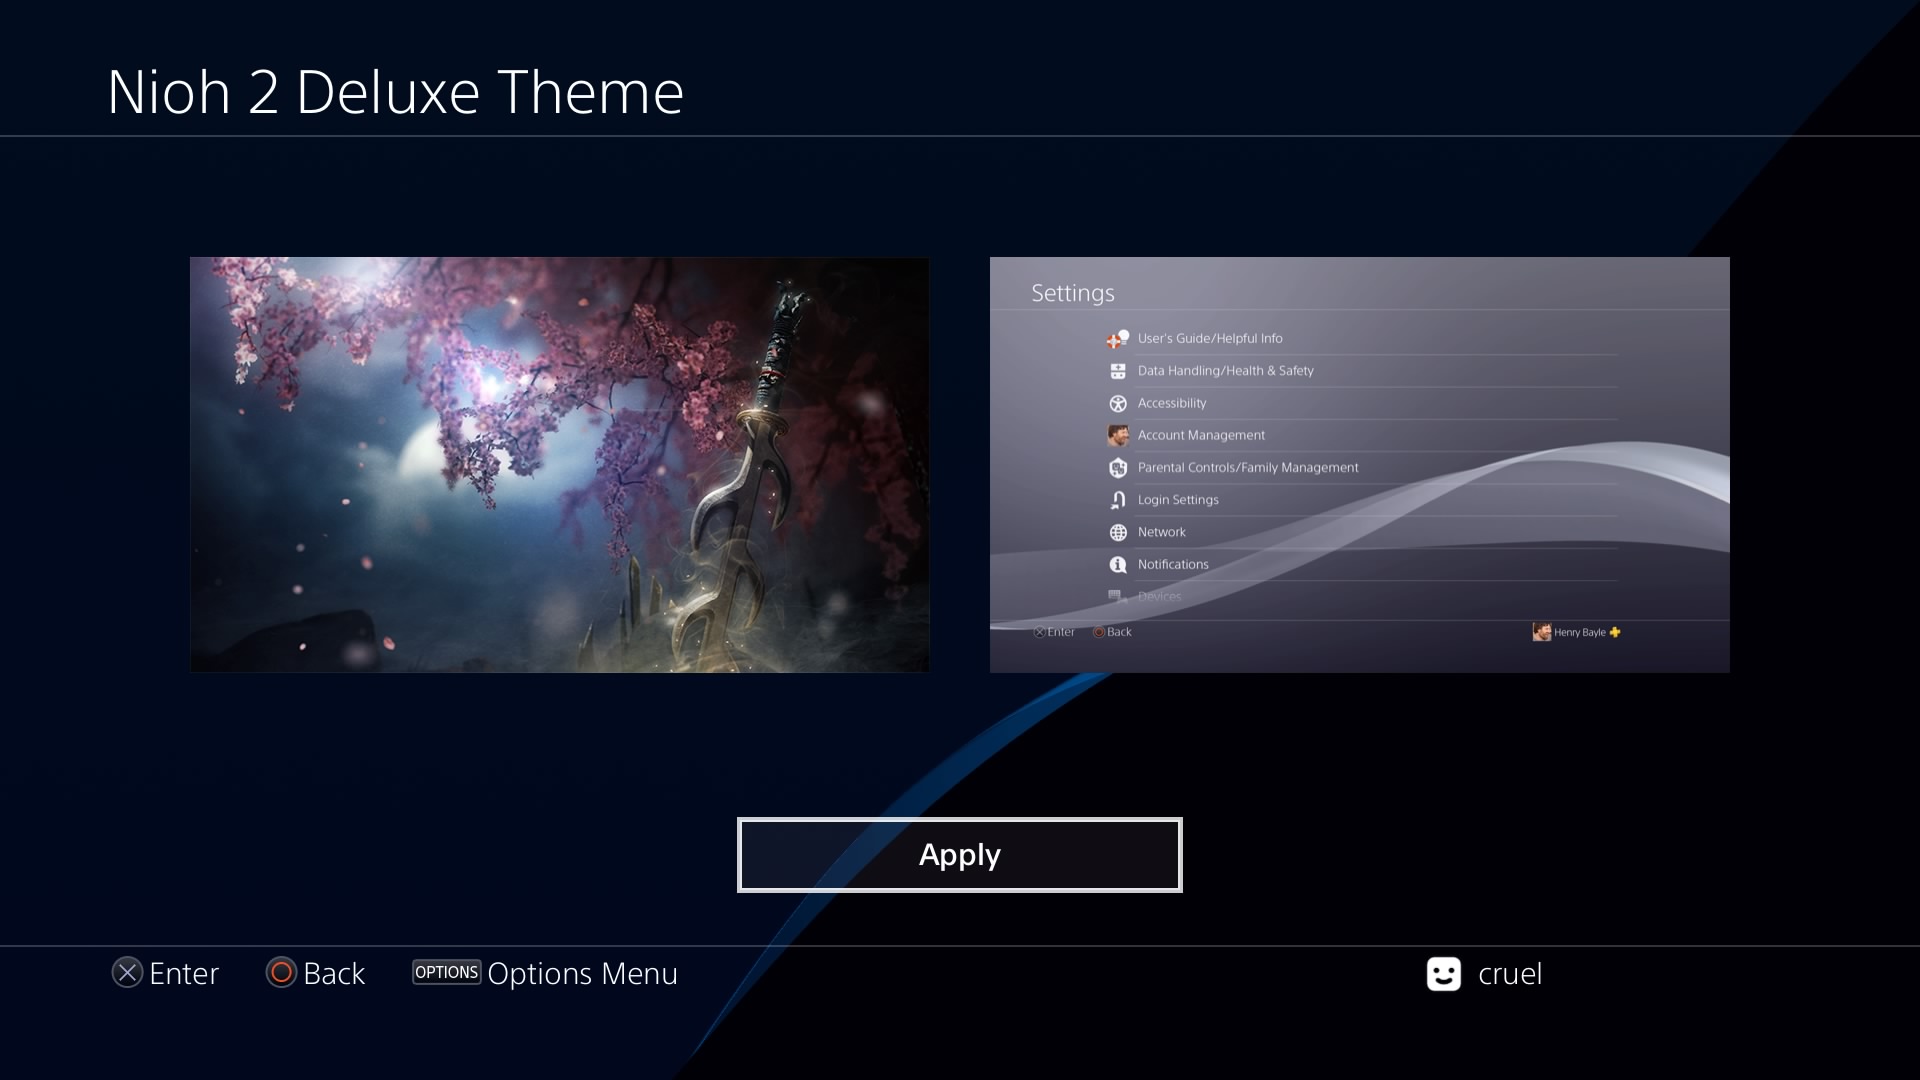 Nioh 2 Deluxe Theme
Settings
User's Guide/Helpful Info
Data Handling/Health & Safety
Accessibility
Account Management
Parental Controls/Family Management
Login Settings
Network
Notifications
Devices
Enter Back Henry Bayle
Apply
Enter Back OPTIONS Options Menu cruel